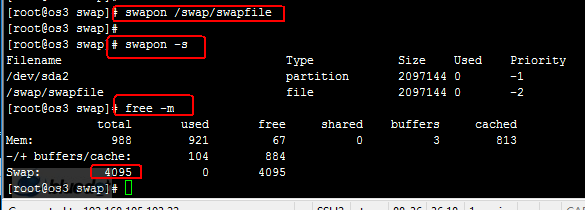 [root@os3 swap]# swapon /swap/swapfile
[root@os3 swap]#
[root@os3 swap]# swapon -s
Filename Type Size Used Priority
/dev/sda2 partition 2097144 0 -1
/swap/swapfile file 2097144 0 -2
[root@os3 swap]# free -m
total used free shared buffers cached
Mem: 988 921 67 0 3 813
-/+ buffers/cache: 104 884
Swap: 4095 0 4095
[root@os3 swap]#